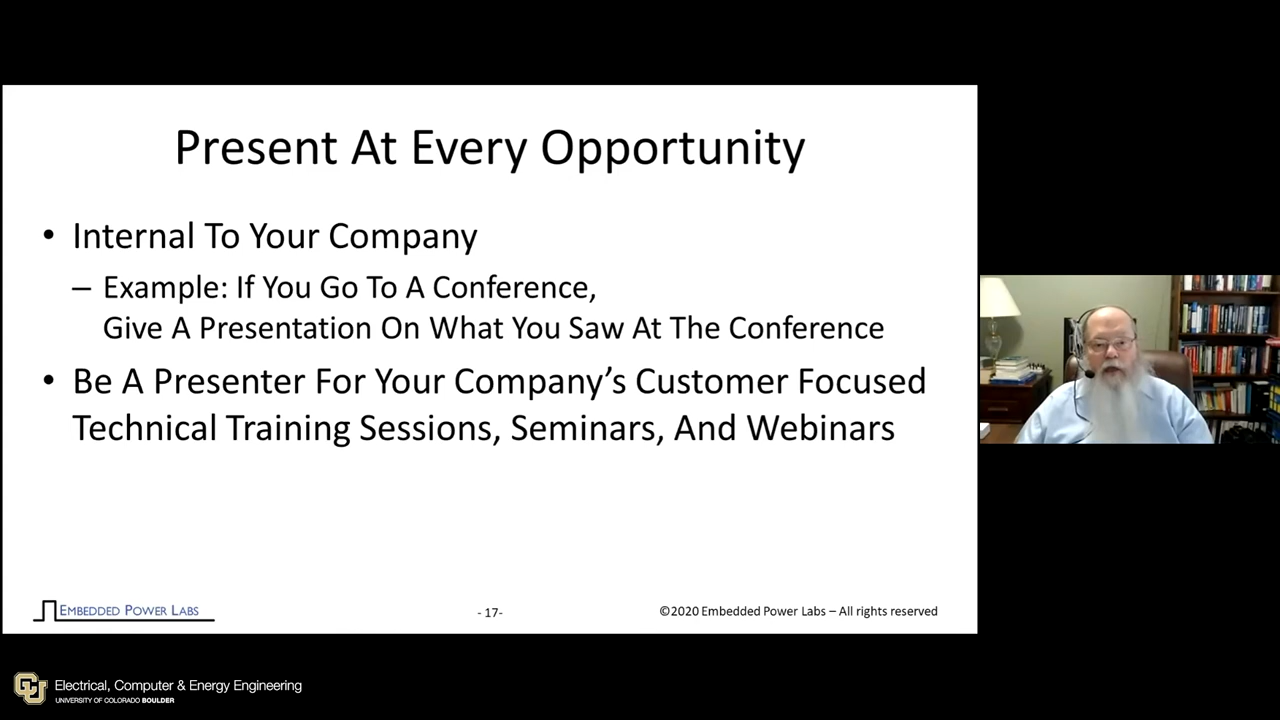 Present At Every Opportunity
• Internal To Your Company
– Example: If You Go To A Conference,
Give A Presentation On What You Saw At The Conference
• Be A Presenter For Your Company’s Customer Focused
Technical Training Sessions, Seminars, And Webinars
EMBEDDED POWER LABS
- 17-
©2020 Embedded Power Labs – All rights reserved
CU
Electrical, Computer & Energy Engineering
UNIVERSITY OF COLORADO BOULDER